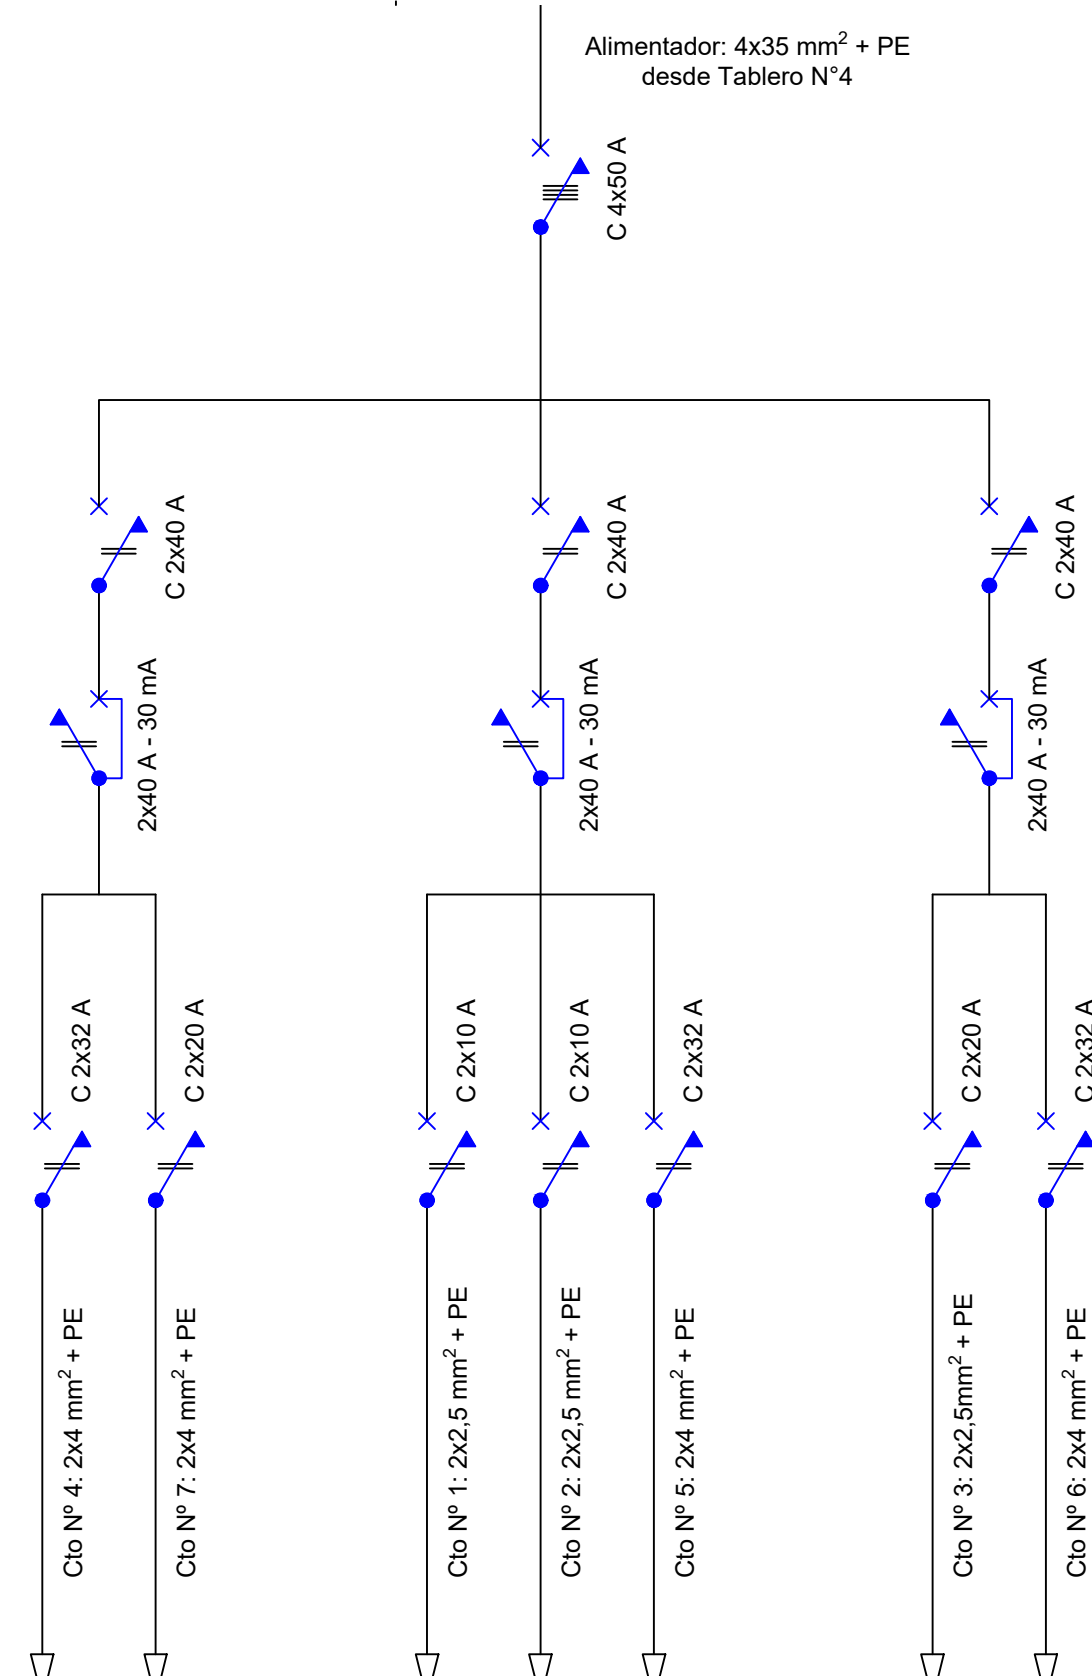 Alimentador: 4x35 mm² + PE
desde Tablero N°4
C 4x50 A
C 2x40 A
C 2x40 A
C 2x40 A
2x40 A - 30 mA
2x40 A - 30 mA
2x40 A - 30 mA
C 2x32 A
C 2x20 A
C 2x10 A
C 2x10 A
C 2x32 A
C 2x20 A
C 2x32 A
Cto Nº 4: 2x4 mm² + PE
Cto Nº 7: 2x4 mm² + PE
Cto Nº 1: 2x2,5 mm² + PE
Cto Nº 2: 2x2,5 mm² + PE
Cto Nº 5: 2x4 mm² + PE
Cto Nº 3: 2x2,5mm² + PE
Cto Nº 6: 2x4 mm² + PE